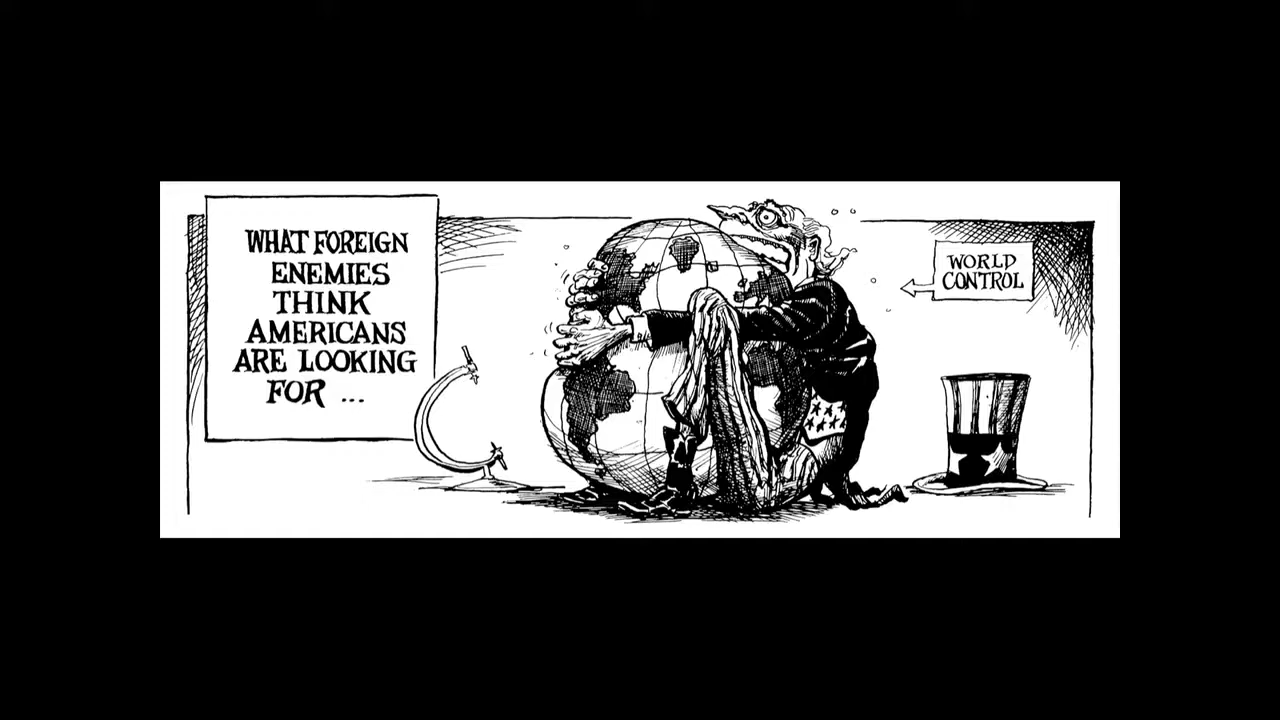 WHAT FOREIGN
ENEMIES
THINK
AMERICANS
ARE LOOKING
FOR ...
WORLD
CONTROL